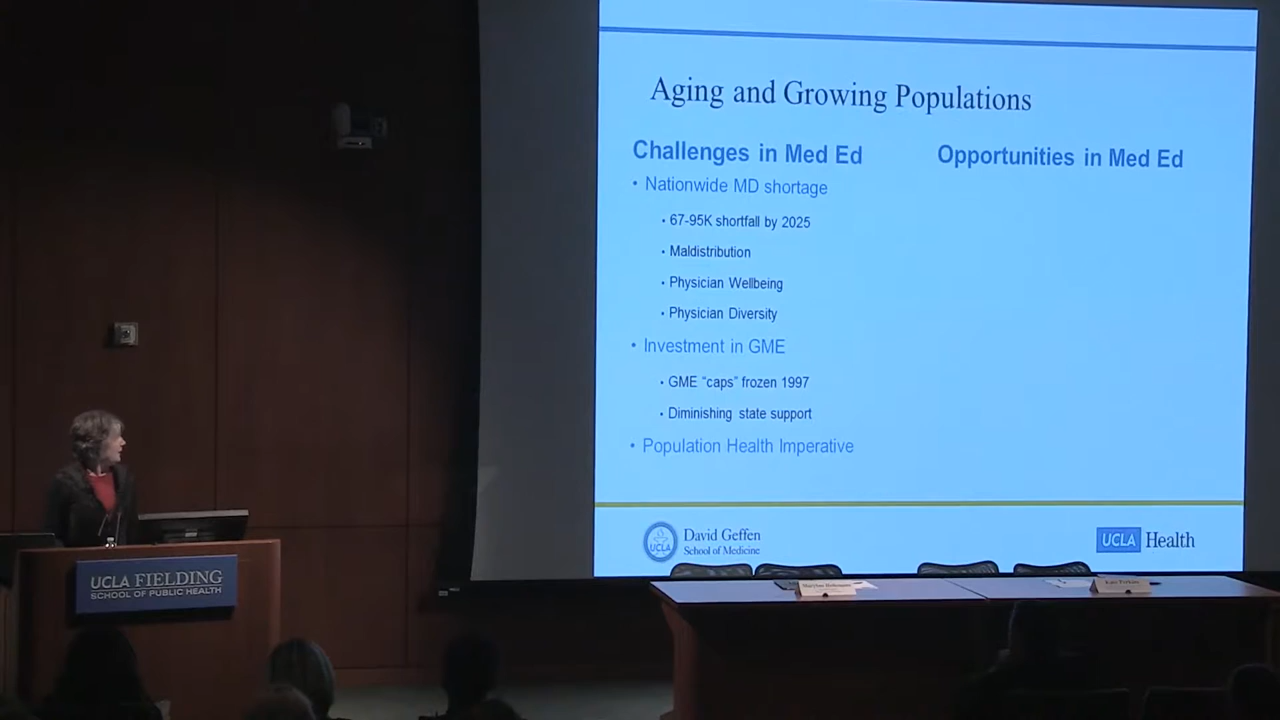 Aging and Growing Populations
Challenges in Med Ed
• Nationwide MD shortage
• 67-95K shortfall by 2025
• Maldistribution
• Physician Wellbeing
• Physician Diversity
• Investment in GME
• GME “caps” frozen 1997
• Diminishing state support
• Population Health Imperative
Opportunities in Med Ed
UCLA
David Geffen
School of Medicine
UCLA Health
UCLA FIELDING
SCHOOL OF PUBLIC HEALTH